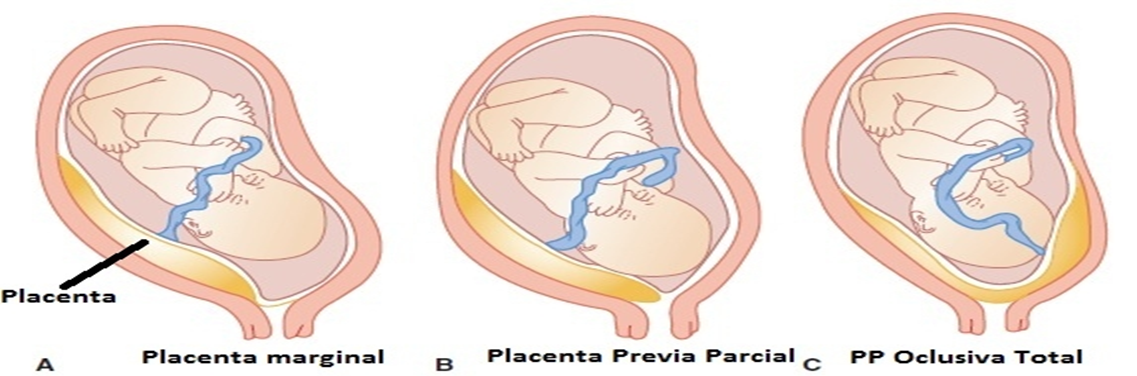 Placenta
A Placenta marginal
B Placenta Previa Parcial
C PP Oclusiva Total